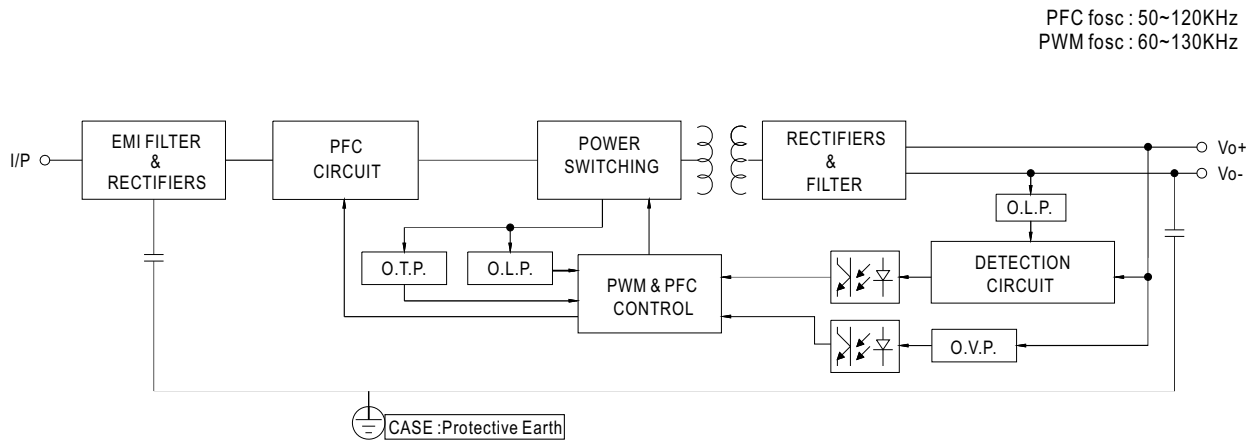 PFC fosc : 50~120KHz
PWM fosc : 60~130KHz
I/P
EMI FILTER
&
RECTIFIERS
PFC
CIRCUIT
POWER
SWITCHING
RECTIFIERS
&
FILTER
Vo+
Vo-
O.L.P.
O.T.P.
O.L.P.
PWM & PFC
CONTROL
DETECTION
CIRCUIT
O.V.P.
CASE :Protective Earth